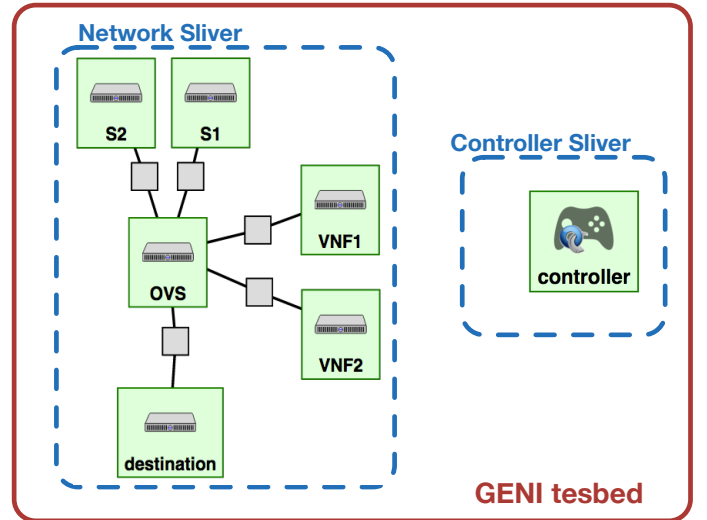 Network Sliver
S2
S1
Controller Sliver
VNF1
controller
OVS
VNF2
destination
GENI tesbed